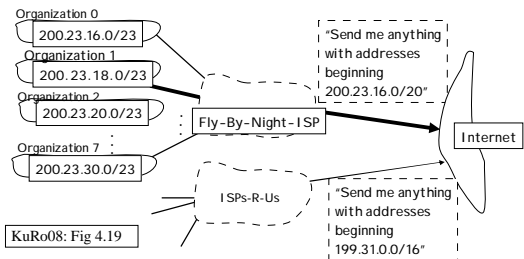 Organization 0
200.23.16.0/23
Organization 1
200.23.18.0/23
Organization 2
200.23.20.0/23
Organization 7
200.23.30.0/23
Fly-By-Night-ISP
"Send me anything
with addresses
beginning
200.23.16.0/20"
Internet
ISPs-R-Us
"Send me anything
with addresses
beginning
199.31.0.0/16"
KuRo08: Fig 4.19